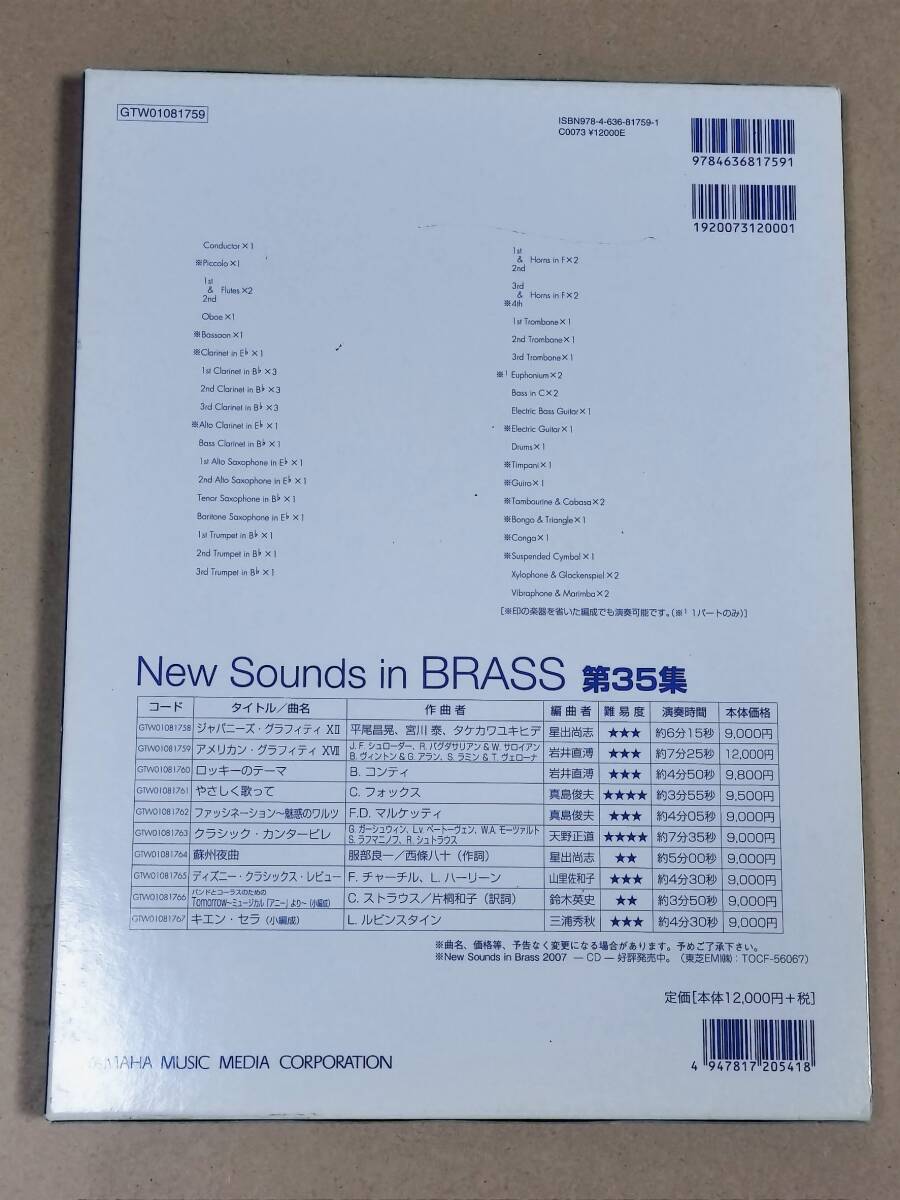 GTW01081759
ISBN978-4-636-81759-1
C0073 ¥12000E
9784636817591
1920073120001
Conductor×1
※Piccolo×1
1st
& Flutes×2
2nd
Oboe×1
※Bassoon×1
※Clarinet in E♭×1
1st Clarinet in B♭×3
2nd Clarinet in B♭×3
3rd Clarinet in B♭×3
※Alto Clarinet in E♭×1
Bass Clarinet in B♭×1
1st Alto Saxophone in E♭×1
2nd Alto Saxophone in E♭×1
Tenor Saxophone in B♭×1
Baritone Saxophone in E♭×1
1st Trumpet in B♭×1
2nd Trumpet in B♭×1
3rd Trumpet in B♭×1
1st
& Horns in F×2
2nd
3rd
& Horns in F×2
※4th
1st Trombone×1
2nd Trombone×1
3rd Trombone×1
※1 Euphonium×2
Bass in C×2
Electric Bass Guitar×1
※Electric Guitar×1
Drums×1
※Timpani×1
※Guiro×1
※Tambourine & Cabasa×2
※Bongo & Triangle×1
※Conga×1
※Suspended Cymbal×1
Xylophone & Glockenspiel×2
Vibraphone & Marimba×2
[※印の楽器を省いた編成でも演奏可能です。(※1 1パートのみ)]
New Sounds in BRASS 第35集
コード タイトル/曲名 作曲者 編曲者 難易度 演奏時間 本体価格
GTW01081758 ジャパニーズ・グラフィティ XII 平尾昌晃、宮川 泰、タケカワユキヒデ 星出尚志 ★★★ 約6分15秒 9,000円
GTW01081759 アメリカン・グラフィティ XVII J. F. シュローダー、R. バグダサリアン & W. サロイアン B. ヴィントン & G. アラン、S. ラミン & T. ヴェローナ 岩井直溥 ★★★ 約7分25秒 12,000円
GTW01081760 ロッキーのテーマ B. コンティ 岩井直溥 ★★★ 約4分50秒 9,800円
GTW01081761 やさしく歌って C. フォックス 真島俊夫 ★★★★ 約3分55秒 9,500円
GTW01081762 ファッシネーション〜魅惑のワルツ F.D. マルケッティ 真島俊夫 ★★★ 約4分05秒 9,000円
GTW01081763 クラシック・カンタービレ G. ガーシュウィン、L.v. ベートーヴェン、W.A. モーツァルト S. ラフマニノフ、R. シュトラウス 天野正道 ★★★★ 約7分35秒 9,000円
GTW01081764 蘇州夜曲 服部良一/西條八十(作詞) 星出尚志 ★★ 約5分00秒 9,000円
GTW01081765 ディズニー・クラシックス・レビュー F. チャーチル、L. ハーリーン 山里佐和子 ★★★ 約4分30秒 9,000円
GTW01081766 バンドとコーラスのための Tomorrow〜ミュージカル「アニー」より〜(小編成) C. ストラウス/片桐和子(訳詞) 鈴木英史 ★★ 約3分50秒 9,000円
GTW01081767 キエン・セラ(小編成) L. ルビンスタイン 三浦秀秋 ★★★ 約4分30秒 9,000円
※曲名、価格等、予告なく変更になる場合があります。予めご了承下さい。
※New Sounds in Brass 2007 —CD— 好評発売中。(東芝EMI㈱:TOCF-56067)
定価[本体12,000円+税]
4 947817 205418
YAMAHA MUSIC MEDIA CORPORATION